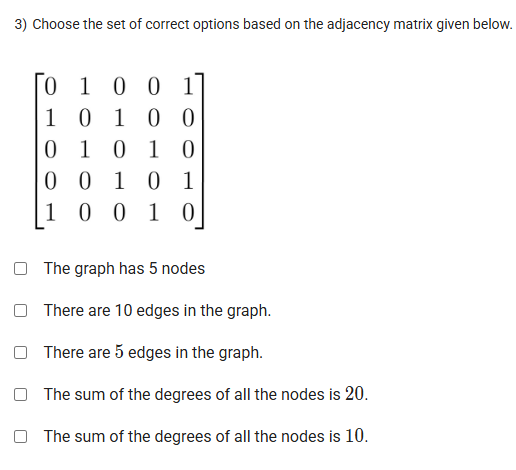 3) Choose the set of correct options based on the adjacency matrix given below.
0 1 0 0 1
1 0 1 0 0
0 1 0 1 0
0 0 1 0 1
1 0 0 1 0
The graph has 5 nodes
There are 10 edges in the graph.
There are 5 edges in the graph.
The sum of the degrees of all the nodes is 20.
The sum of the degrees of all the nodes is 10.